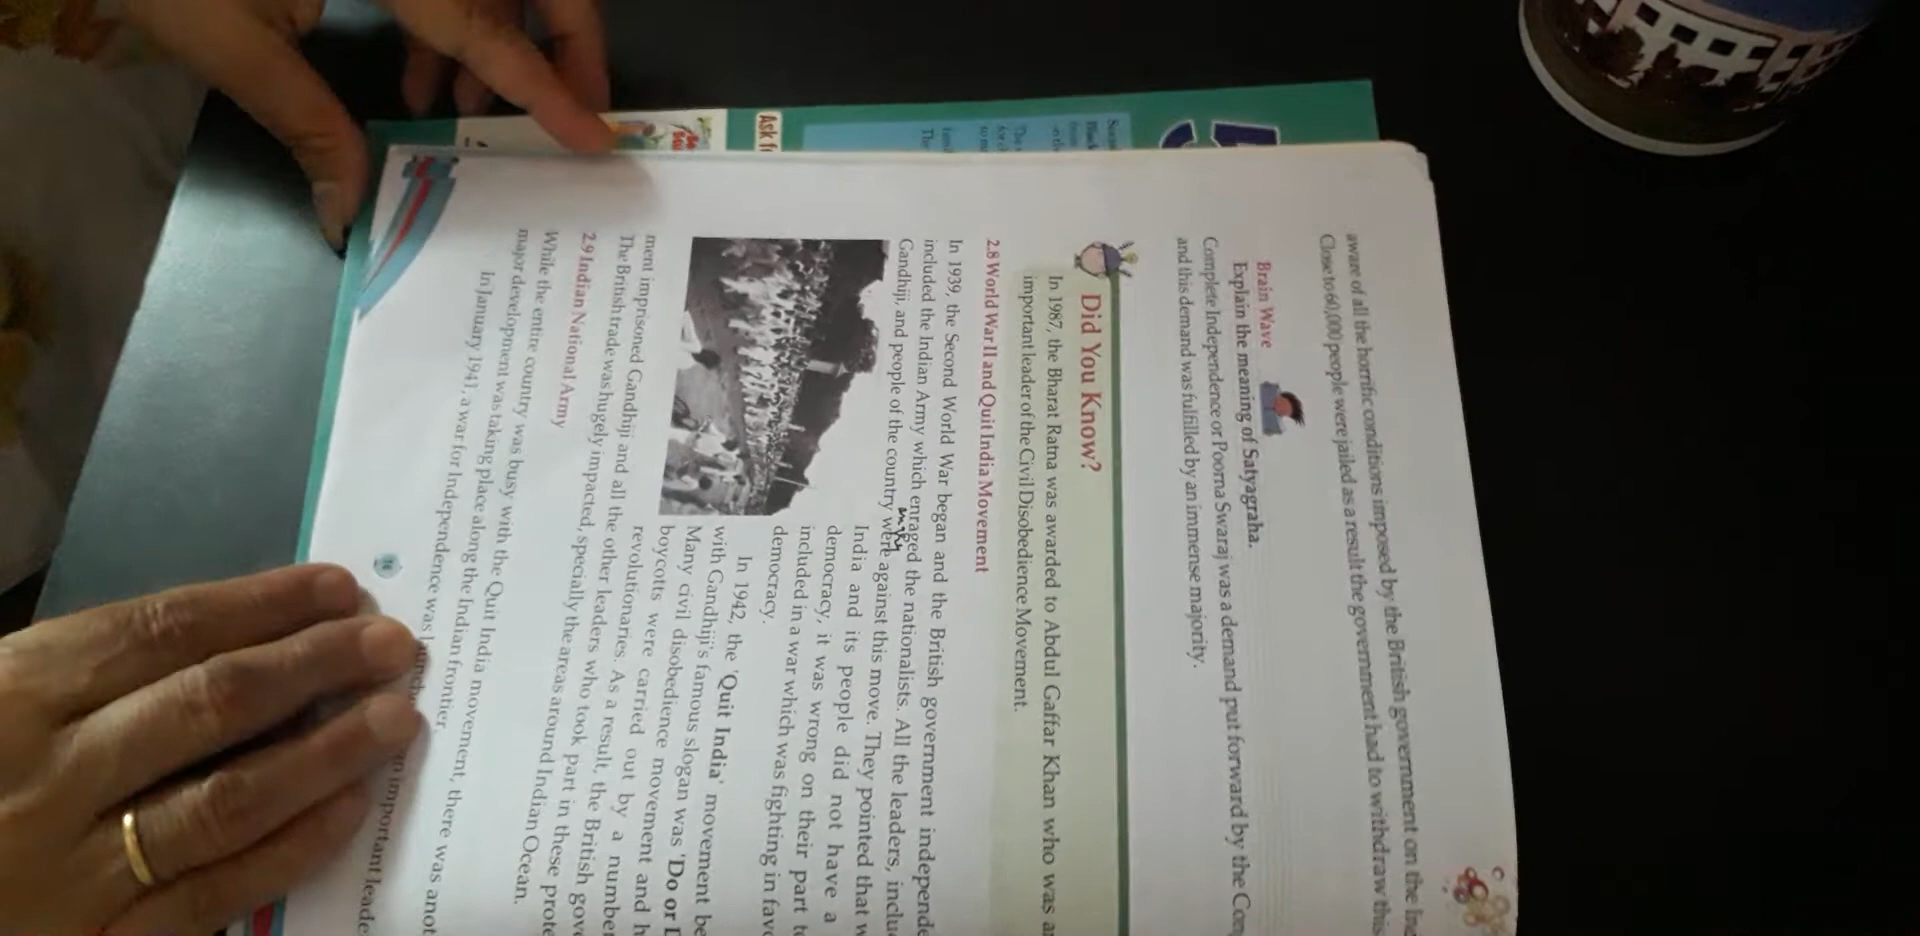 aware of all the horrific conditions imposed by the British government on the
Close to 60,000 people were jailed as a result the government had to withdraw this
Brain Wave
Explain the meaning of Satyagraha.
Complete Independence or Poorna Swaraj was a demand put forward by the
and this demand was fulfilled by an immense majority.
Did You Know?
In 1987, the Bharat Ratna was awarded to Abdul Gaffar Khan who was
important leader of the Civil Disobedience Movement.
2.8 World War II and Quit India Movement
In 1939, the Second World War began and the British government
included the Indian Army which enraged the nationalists. All the leaders,
angry
Gandhiji, and people of the country were against this move. They pointed that
India and its people did not have a
democracy, it was wrong on their part
included in a war which was fighting in
democracy.
In 1942, the 'Quit India' movement
with Gandhiji's famous slogan was 'Do or
Many civil disobedience movement and
boycotts were carried out by a number
revolutionaries. As a result, the British
ment imprisoned Gandhiji and all the other leaders who took part in these
The British trade was hugely impacted, specially the areas around Indian Ocean.
2.9 Indian National Army
While the entire country was busy with the Quit India movement, there was
major development was taking place along the Indian frontier.
In January 1941, a war for Independence was important
Ask
The